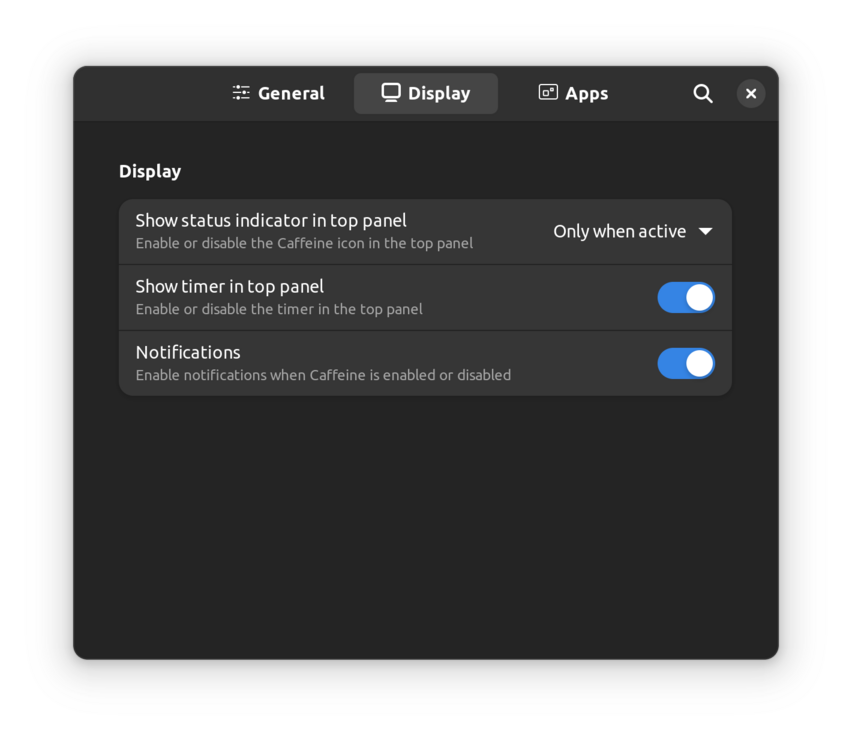 General
Display
Apps
Display
Show status indicator in top panel
Enable or disable the Caffeine icon in the top panel
Only when active
Show timer in top panel
Enable or disable the timer in the top panel
Notifications
Enable notifications when Caffeine is enabled or disabled